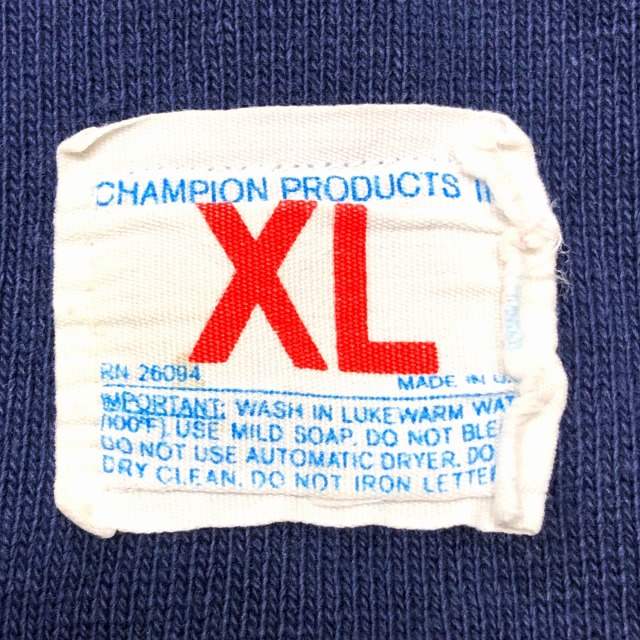 CHAMPION PRODUCTS
XL
RN 26094
MADE IN
IMPORTANT: WASH IN LUKEWARM
(100°F). USE MILD SOAP. DO NOT
DO NOT USE AUTOMATIC DRYER. DO
DRY CLEAN. DO NOT IRON